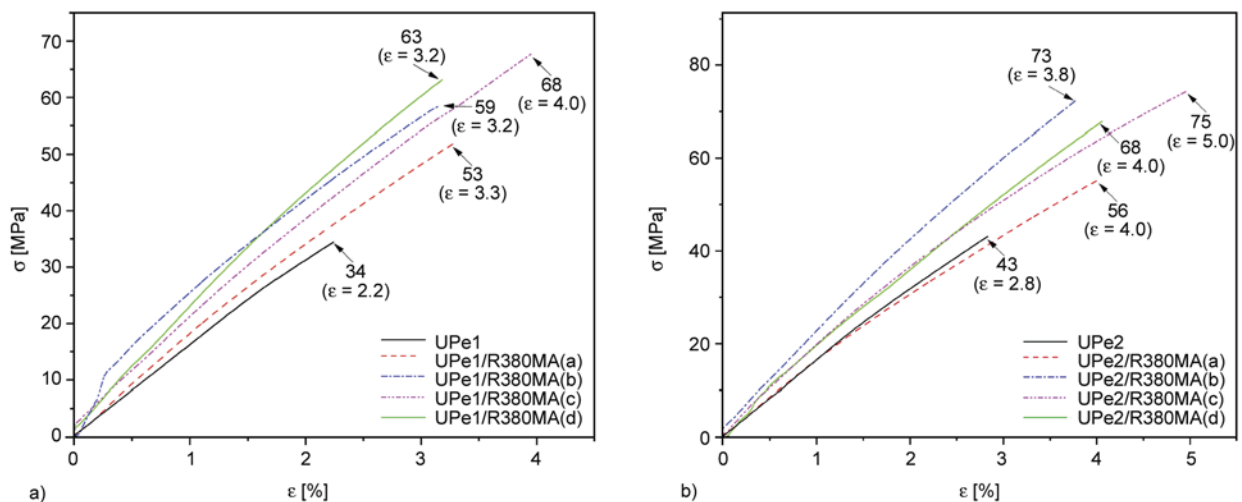 70
60
50
40
30
20
10
0
σ [MPa]
63
(ε = 3.2)
59
(ε = 3.2)
68
(ε = 4.0)
53
(ε = 3.3)
34
(ε = 2.2)
UPe1
UPe1/R380MA(a)
UPe1/R380MA(b)
UPe1/R380MA(c)
UPe1/R380MA(d)
0 1 2 3 4
ε [%]
a)
80
60
40
20
0
σ [MPa]
73
(ε = 3.8)
75
(ε = 5.0)
68
(ε = 4.0)
56
(ε = 4.0)
43
(ε = 2.8)
UPe2
UPe2/R380MA(a)
UPe2/R380MA(b)
UPe2/R380MA(c)
UPe2/R380MA(d)
0 1 2 3 4 5
ε [%]
b)